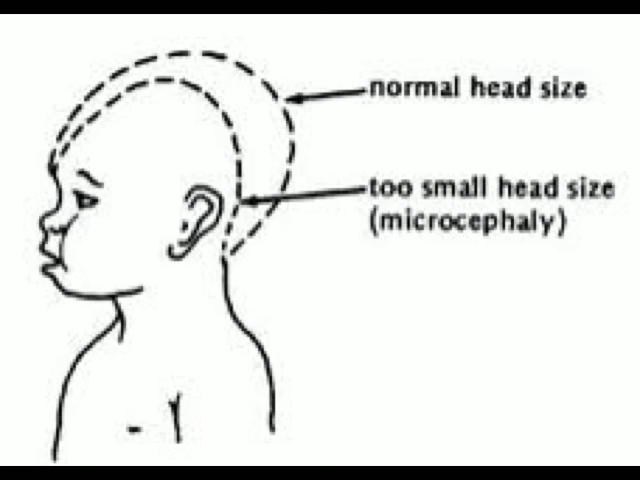 normal head size
too small head size
(microcephaly)